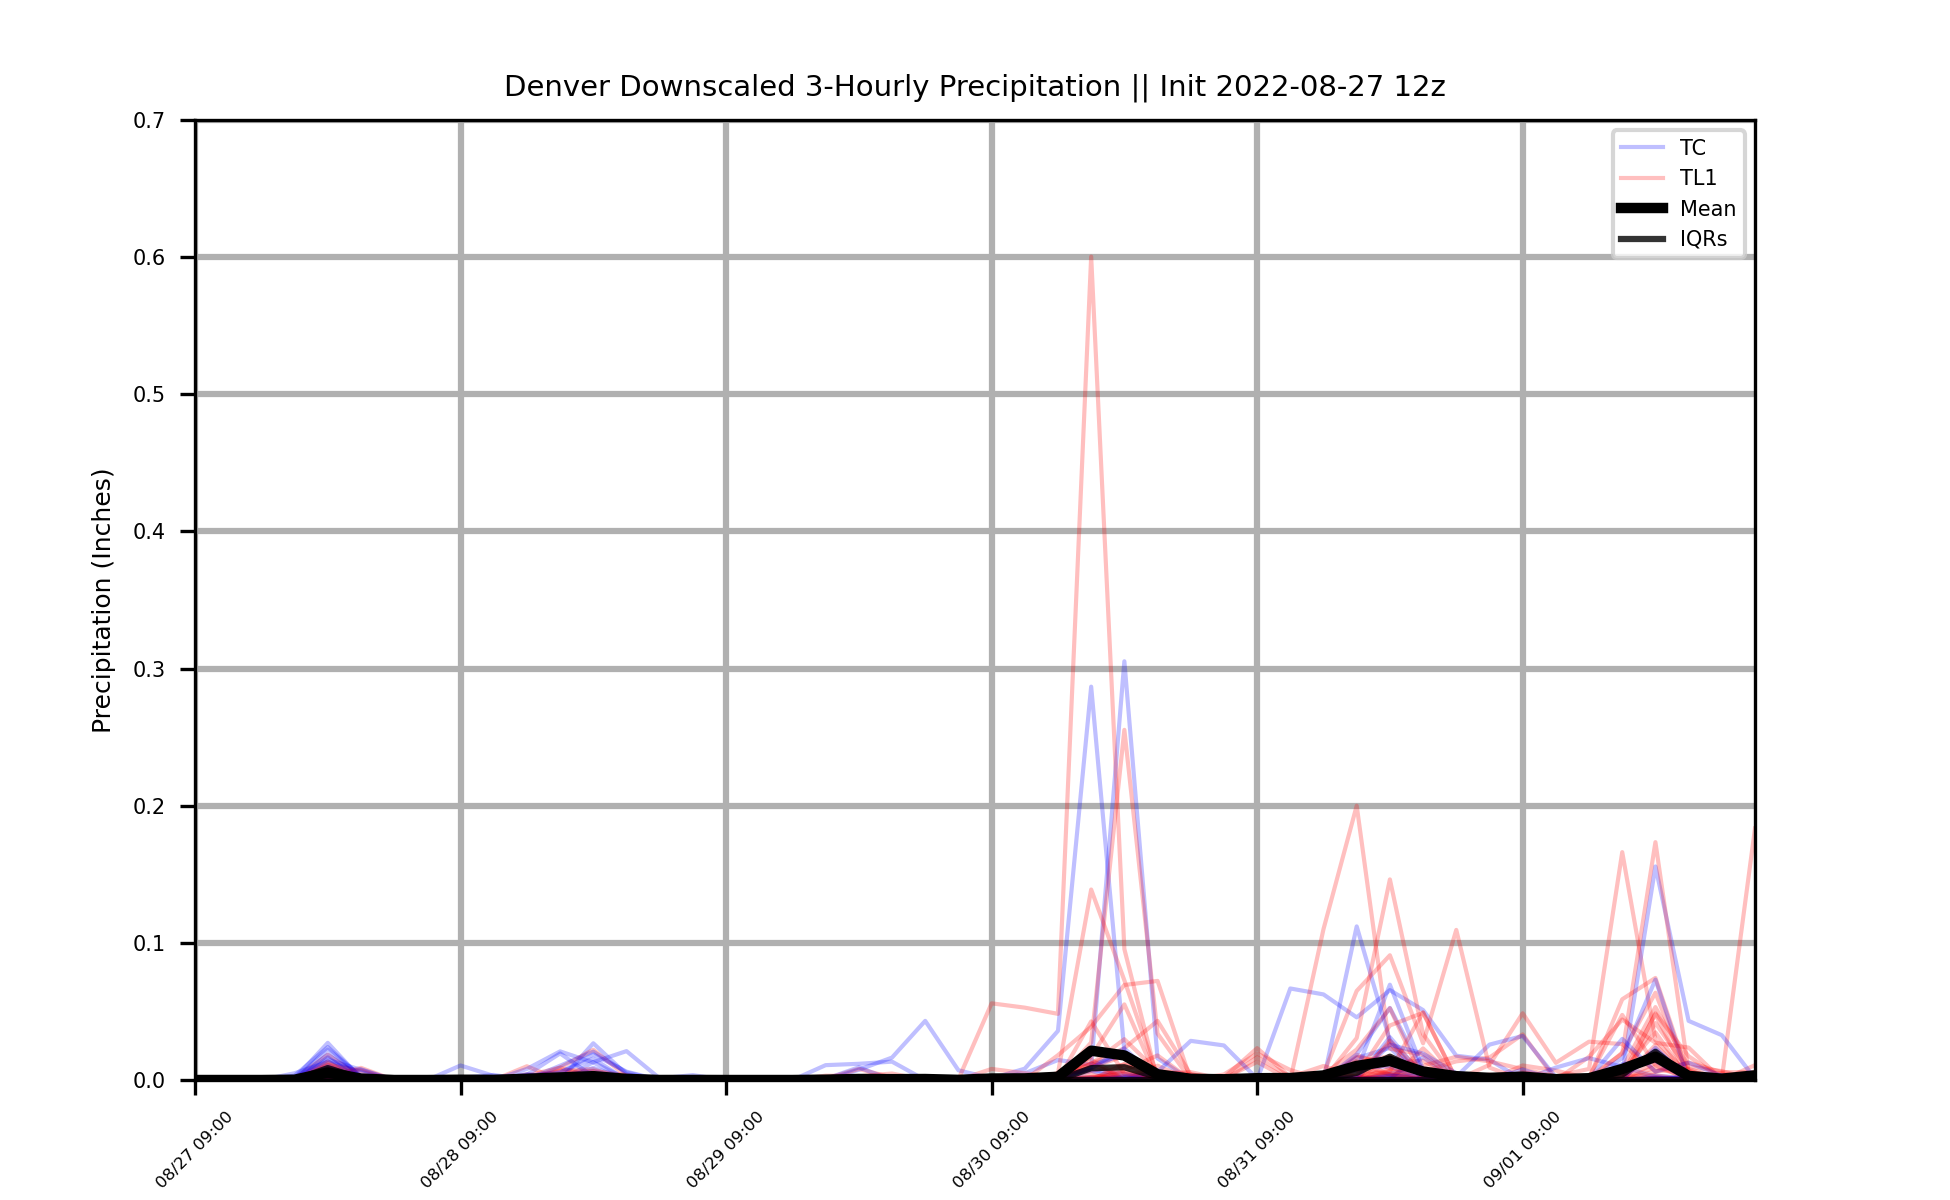 Denver Downscaled 3-Hourly Precipitation || Init 2022-08-27 12z
TC
TL1
Mean
IQRs
Precipitation (Inches)
0.7
0.6
0.5
0.4
0.3
0.2
0.1
0.0
08/27 09:00
08/28 09:00
08/29 09:00
08/30 09:00
08/31 09:00
09/01 09:00